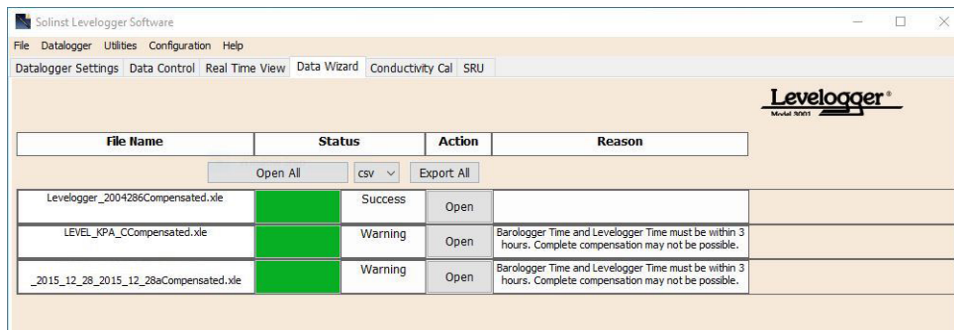 Solinst Levelogger Software
File Datalogger Utilities Configuration Help
Datalogger Settings Data Control Real Time View Data Wizard Conductivity Cal SRU
Levelogger®
Model 3001
File Name Status Action Reason
Open All csv Export All
Levelogger_2004286Compensated.xle Success Open
LEVEL_KPA_CCompensated.xle Warning Open Barologger Time and Levelogger Time must be within 3
hours. Complete compensation may not be possible.
_2015_12_28_2015_12_28aCompensated.xle Warning Open Barologger Time and Levelogger Time must be within 3
hours. Complete compensation may not be possible.